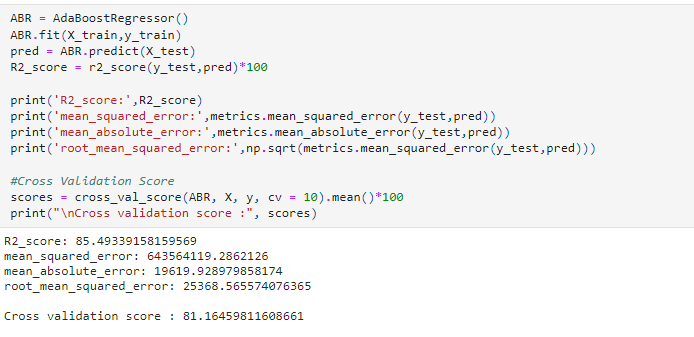 ABR = AdaBoostRegressor()
ABR.fit(X_train,y_train)
pred = ABR.predict(X_test)
R2_score = r2_score(y_test,pred)*100
print('R2_score:',R2_score)
print('mean_squared_error:',metrics.mean_squared_error(y_test,pred))
print('mean_absolute_error:',metrics.mean_absolute_error(y_test,pred))
print('root_mean_squared_error:',np.sqrt(metrics.mean_squared_error(y_test,pred)))
#Cross Validation Score
scores = cross_val_score(ABR, X, y, cv = 10).mean()*100
print("\nCross validation score :", scores)
R2_score: 85.49339158159569
mean_squared_error: 643564119.2862126
mean_absolute_error: 19619.928979858174
root_mean_squared_error: 25368.565574076365
Cross validation score : 81.16459811608661